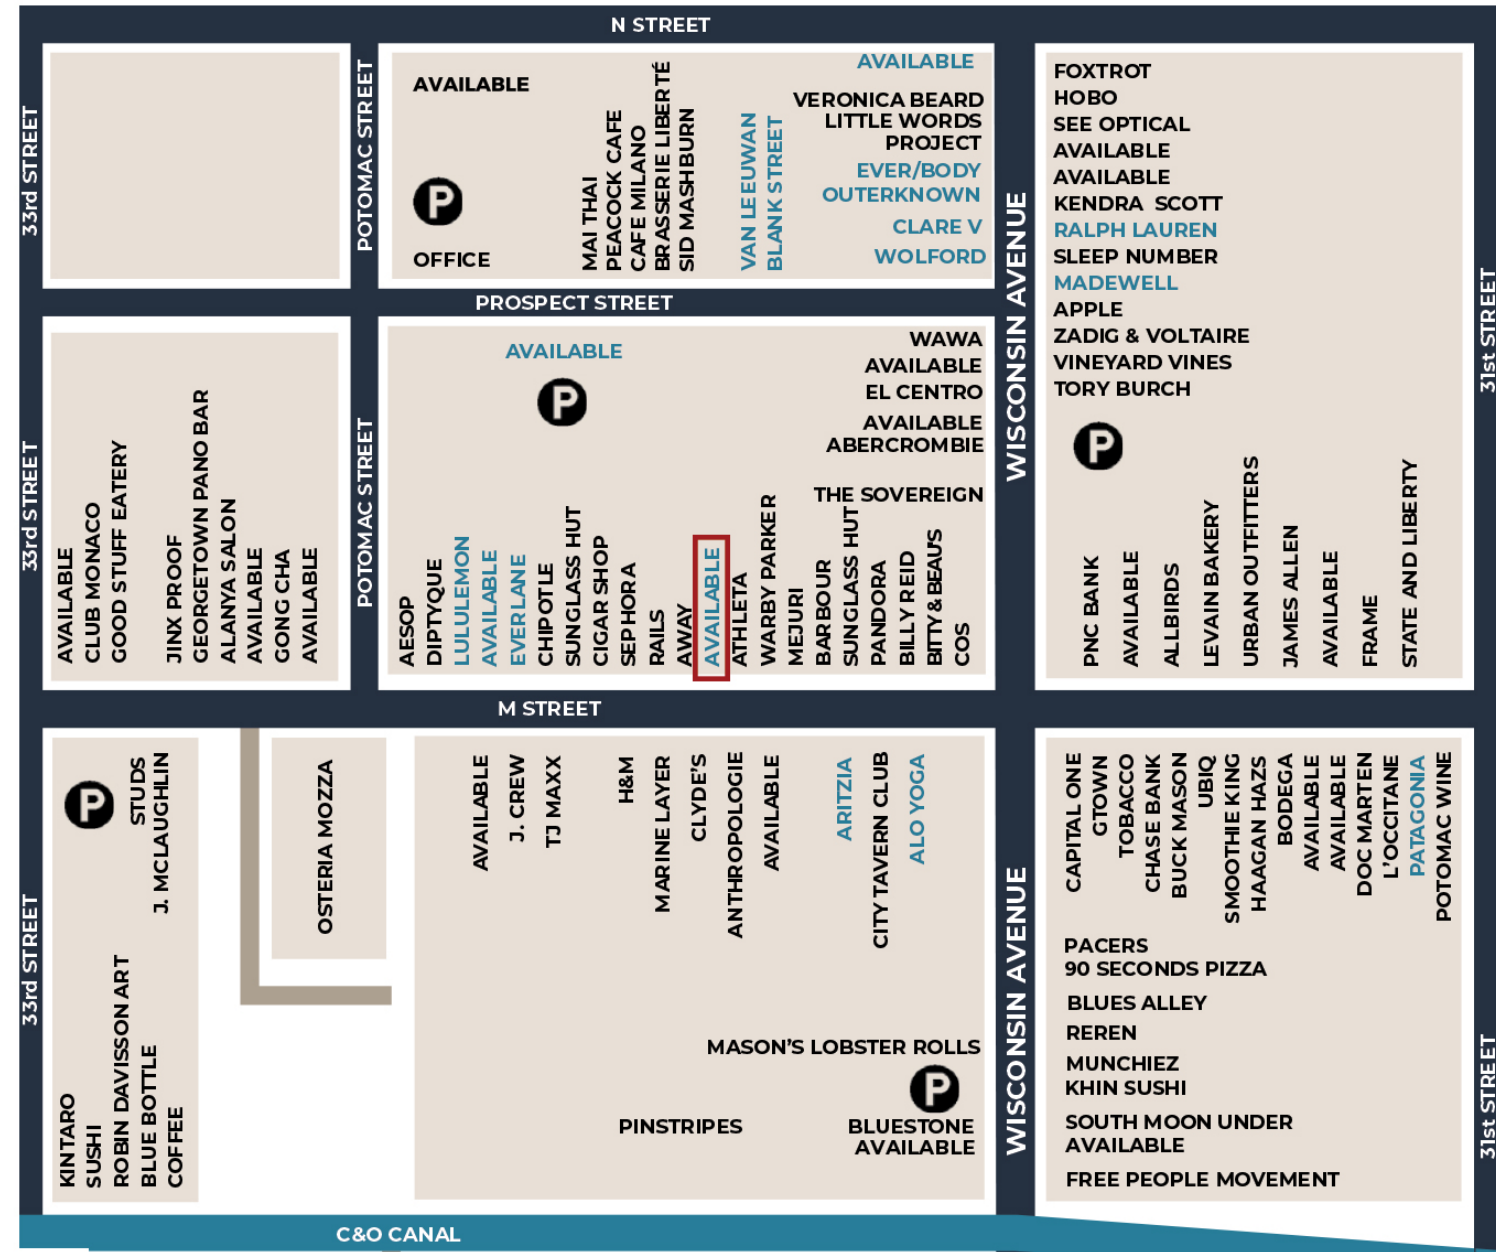 N STREET
33rd STREET
POTOMAC STREET
AVAILABLE
P
OFFICE
MAI THAI
PEACOCK CAFE
CAFE MILANO
BRASSERIE LIBERTÉ
SID MASHBURN
VAN LEEUWAN
BLANK STREET
AVAILABLE
VERONICA BEARD
LITTLE WORDS
PROJECT
EVER/BODY
OUTERKNOWN
CLARE V
WOLFORD
WISCONSIN AVENUE
FOXTROT
HOBO
SEE OPTICAL
AVAILABLE
AVAILABLE
KENDRA SCOTT
RALPH LAUREN
SLEEP NUMBER
MADEWELL
APPLE
ZADIG & VOLTAIRE
VINEYARD VINES
TORY BURCH
P
PNC BANK
AVAILABLE
ALLBIRDS
LEVAIN BAKERY
URBAN OUTFITTERS
JAMES ALLEN
AVAILABLE
FRAME
STATE AND LIBERTY
31st STREET
PROSPECT STREET
33rd STREET
AVAILABLE
CLUB MONACO
GOOD STUFF EATERY
JINX PROOF
GEORGETOWN PANO BAR
ALANYA SALON
AVAILABLE
GONG CHA
AVAILABLE
POTOMAC STREET
AVAILABLE
P
WAWA
AVAILABLE
EL CENTRO
AVAILABLE
ABERCROMBIE
THE SOVEREIGN
AESOP
DIPTYQUE
LULULEMON
AVAILABLE
EVERLANE
CHIPOTLE
SUNGLASS HUT
CIGAR SHOP
SEPHORA
RAILS
AWAY
AVAILABLE
ATHLETA
WARBY PARKER
MEJURI
BARBOUR
SUNGLASS HUT
PANDORA
BILLY REID
BITTY & BEAU'S
COS
M STREET
33rd STREET
P
STUDS
J. MCLAUGHLIN
KINTARO
SUSHI
ROBIN DAVISSON ART
BLUE BOTTLE
COFFEE
OSTERIA MOZZA
AVAILABLE
J. CREW
TJ MAXX
H&M
MARINE LAYER
CLYDE'S
ANTHROPOLOGIE
AVAILABLE
ARITZIA
CITY TAVERN CLUB
ALO YOGA
MASON'S LOBSTER ROLLS
P
PINSTRIPES
BLUESTONE
AVAILABLE
WISCONSIN AVENUE
CAPITAL ONE
GTOWN
TOBACCO
CHASE BANK
BUCK MASON
UBIQ
SMOOTHIE KING
HAAGAN HAZS
BODEGA
AVAILABLE
AVAILABLE
DOC MARTEN
L'OCCITANE
PATAGONIA
POTOMAC WINE
PACERS
90 SECONDS PIZZA
BLUES ALLEY
REREN
MUNCHIEZ
KHIN SUSHI
SOUTH MOON UNDER
AVAILABLE
FREE PEOPLE MOVEMENT
31st STREET
C&O CANAL